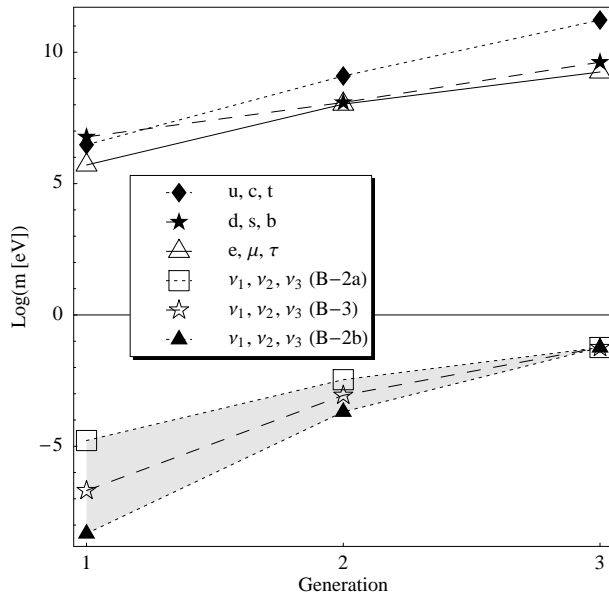 10
5
0
−5
Log(m [eV])
u, c, t
d, s, b
e, μ, τ
ν₁, ν₂, ν₃ (B−2a)
ν₁, ν₂, ν₃ (B−3)
ν₁, ν₂, ν₃ (B−2b)
1 2 3
Generation